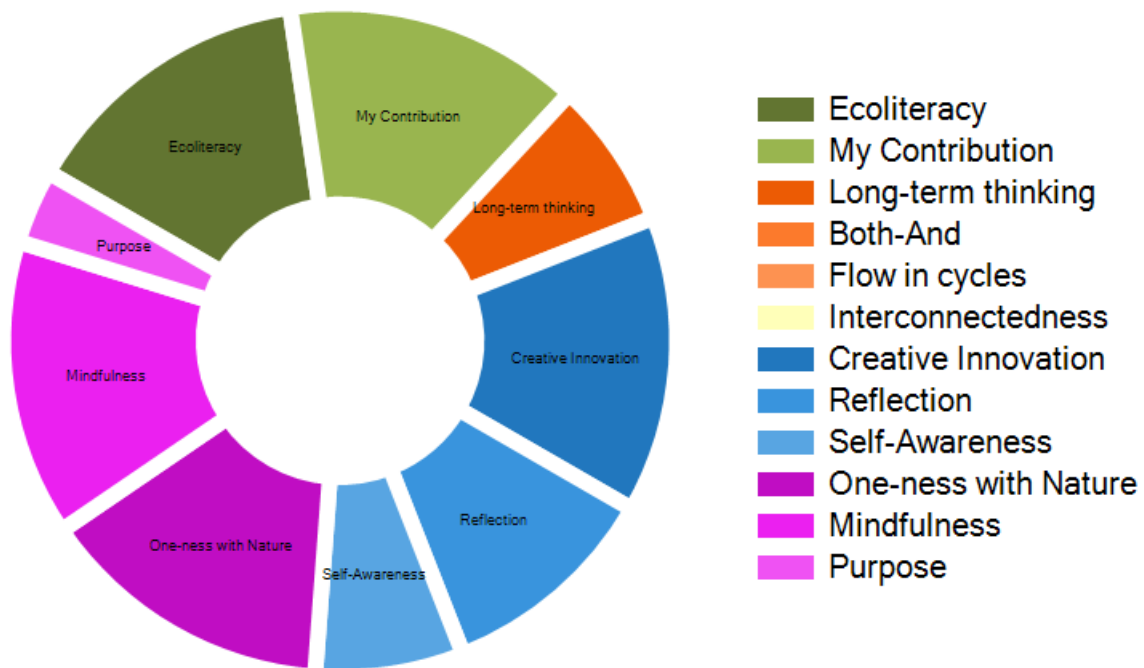 My Contribution
Ecoliteracy
Long-term thinking
Purpose
Creative Innovation
Mindfulness
Reflection
One-ness with Nature
Self-Awareness
Ecoliteracy
My Contribution
Long-term thinking
Both-And
Flow in cycles
Interconnectedness
Creative Innovation
Reflection
Self-Awareness
One-ness with Nature
Mindfulness
Purpose